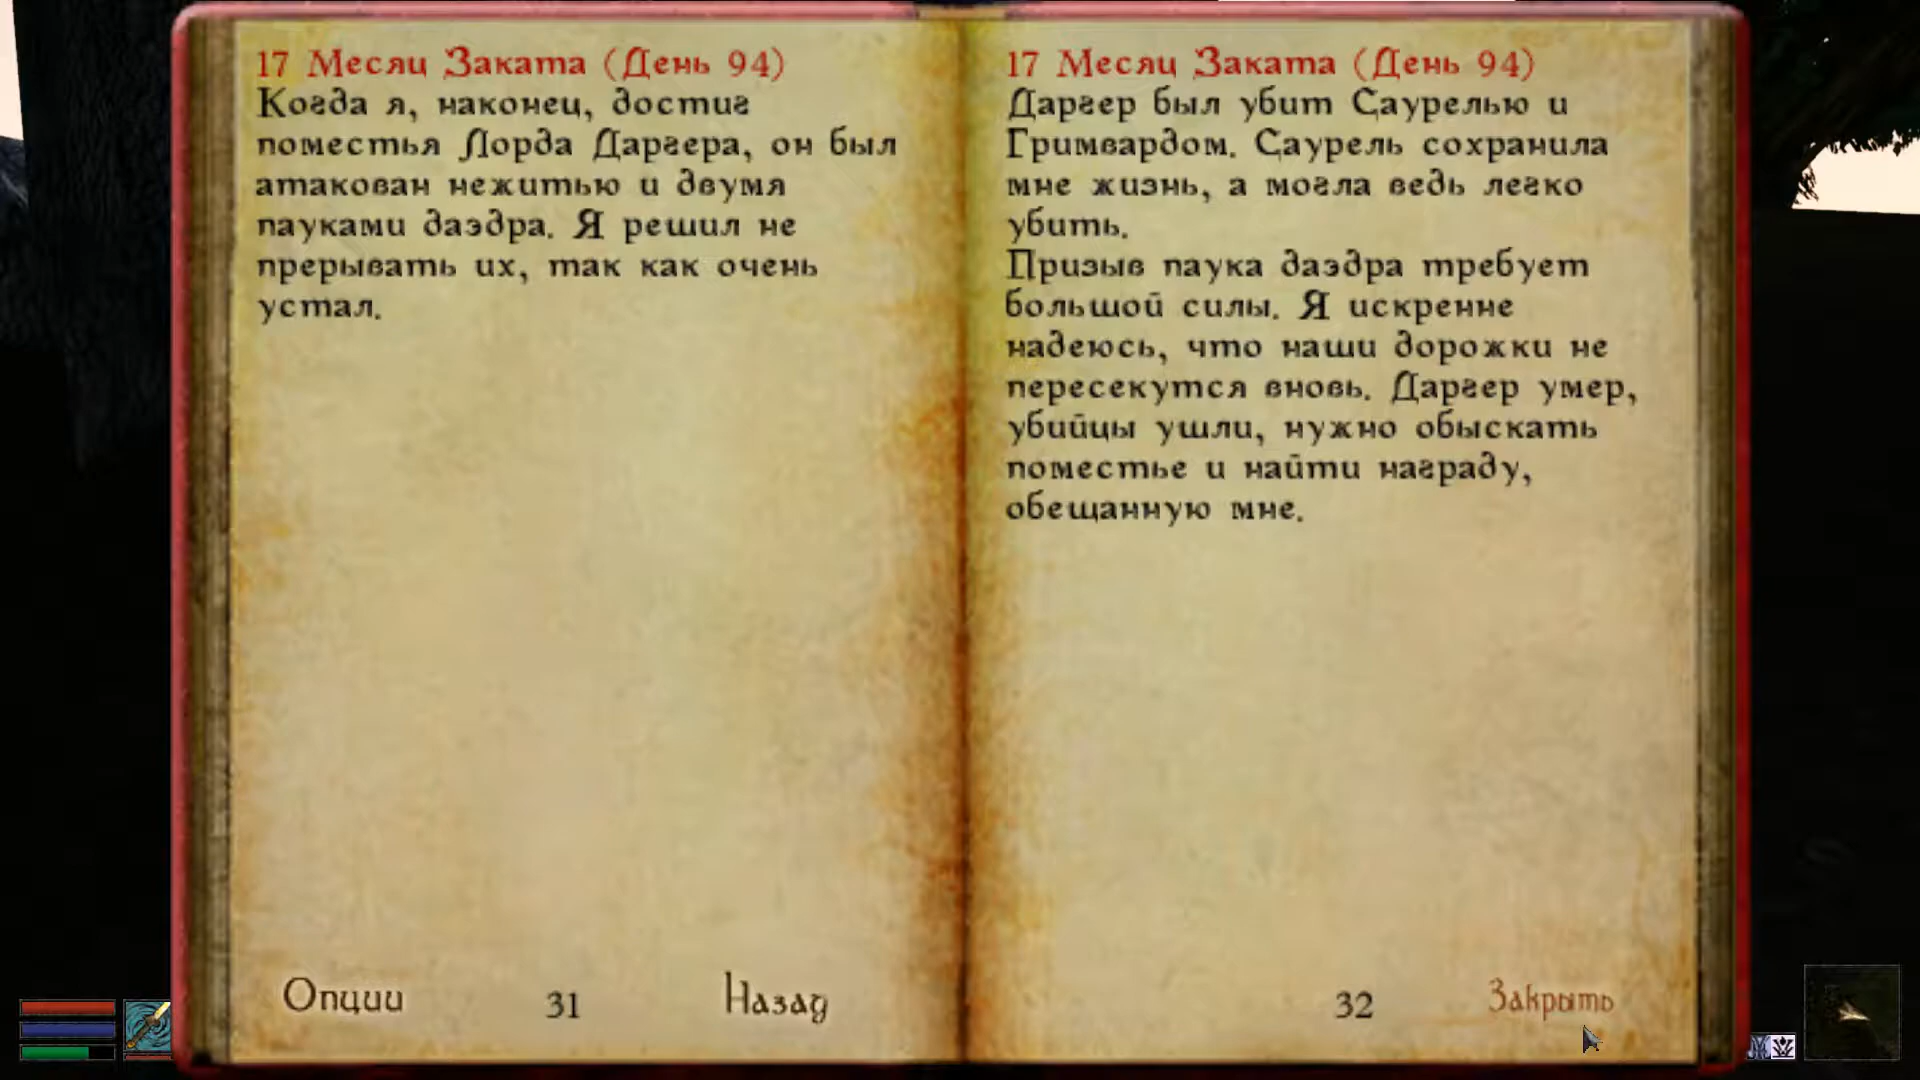 17 Месяц Заката (День 94)
Когда я, наконец, достиг
поместья Лорда Даргера, он был
атакован нежитью и двумя
пауками даэдра. Я решил не
прерывать их, так как очень
устал.
17 Месяц Заката (День 94)
Даргер был убит Саурелью и
Гримвардом. Саурель сохранила
мне жизнь, а могла ведь легко
убить.
Призыв паука даэдра требует
большой силы. Я искренне
надеюсь, что наши дорожки не
пересекутся вновь. Даргер умер,
убийцы ушли, нужно обыскать
поместье и найти награду,
обещанную мне.
Опции 31 Назад 32 Закрыть